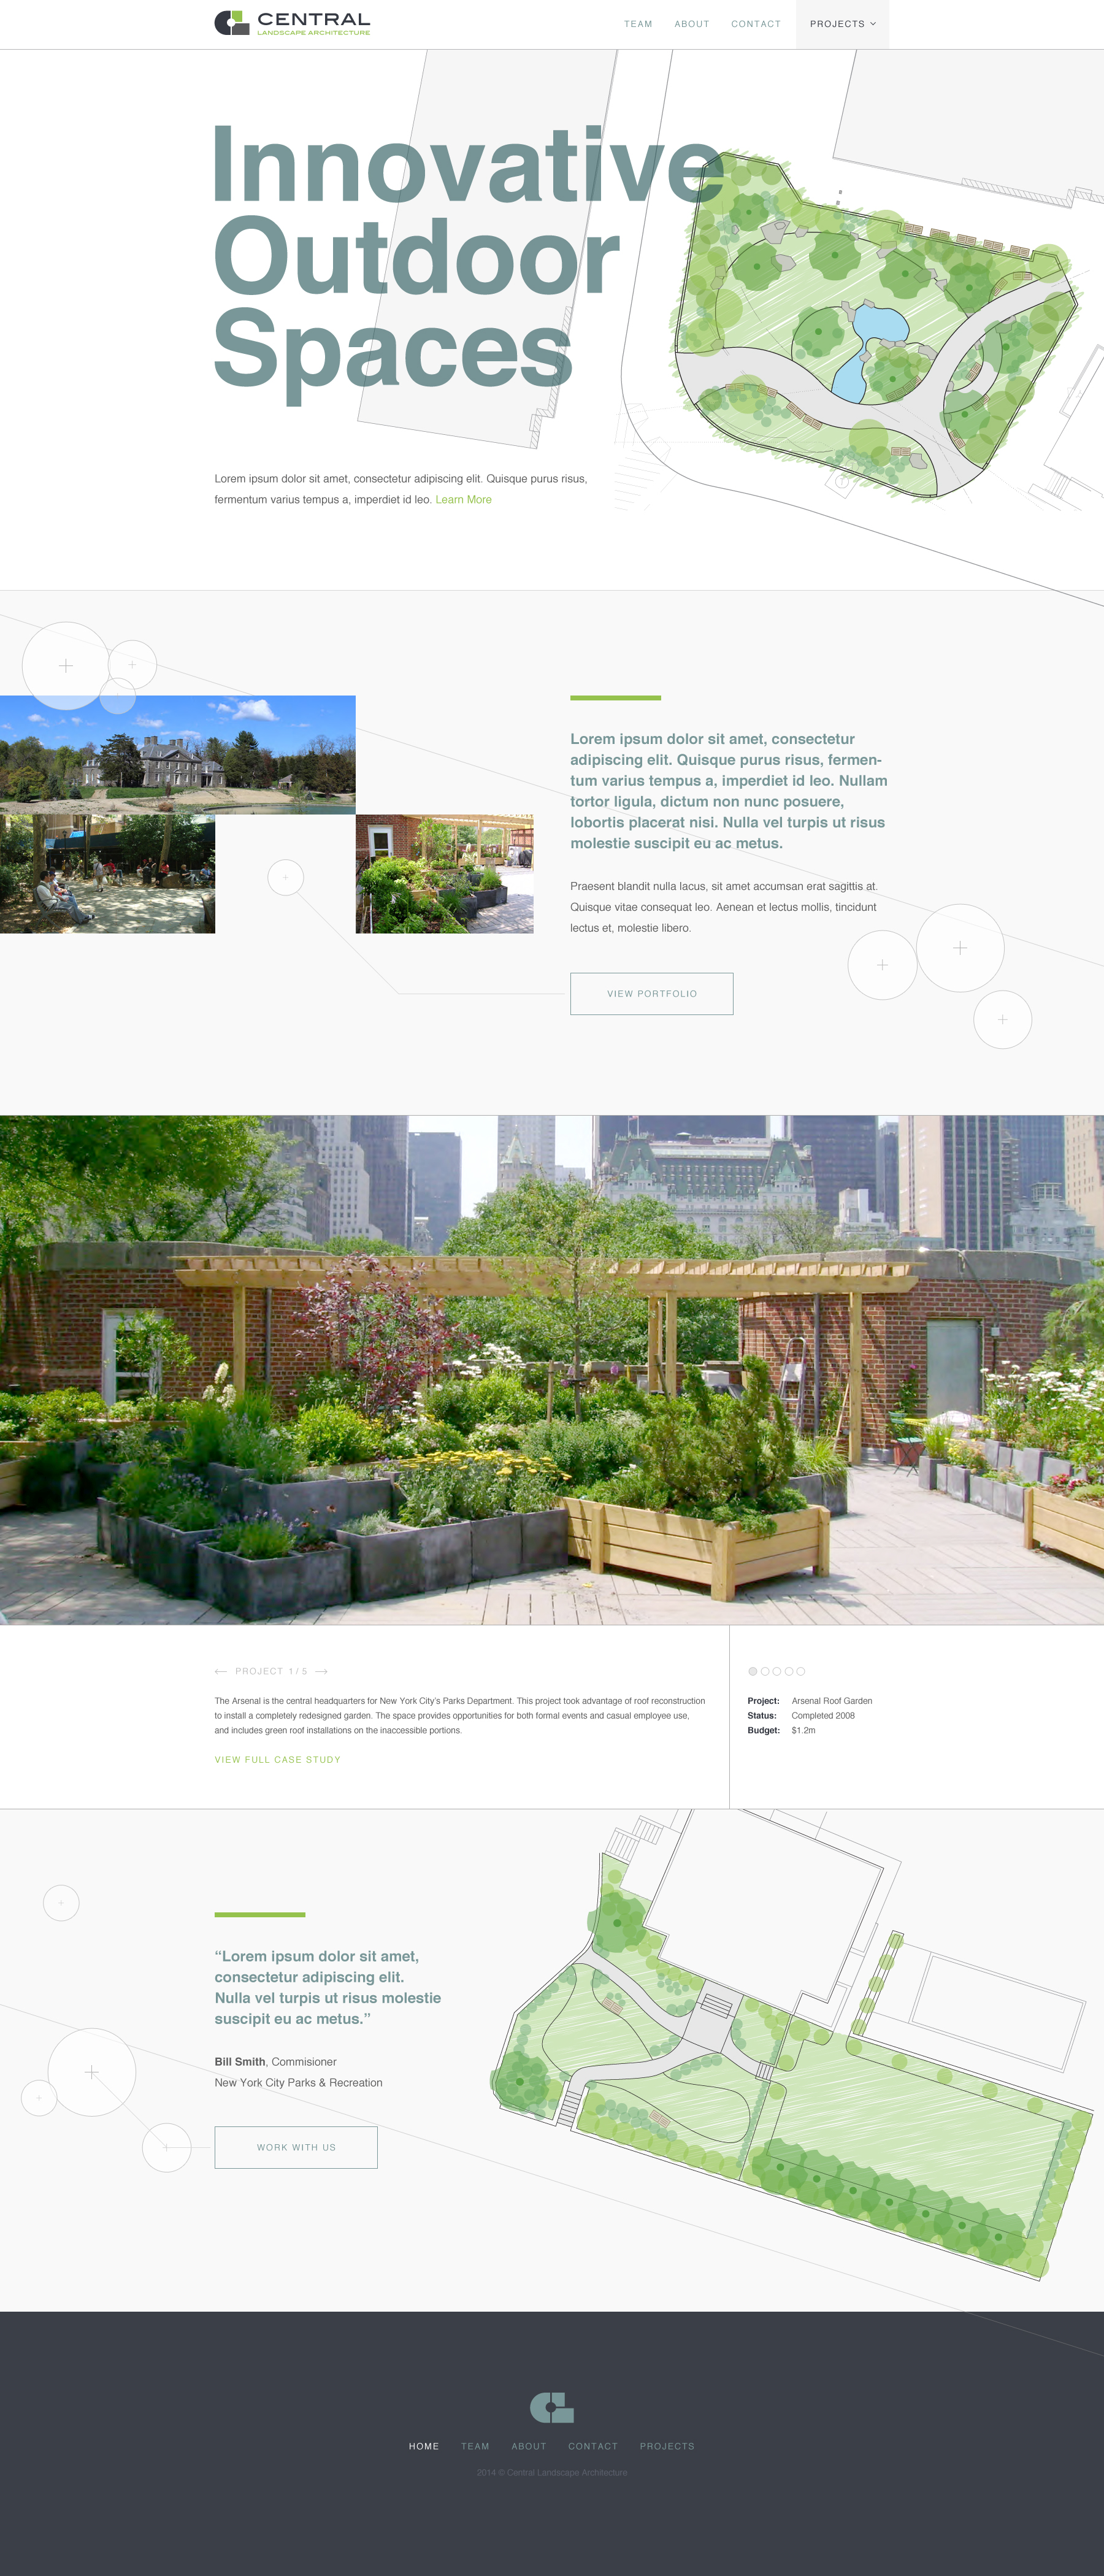 CENTRAL
LANDSCAPE ARCHITECTURE
TEAM ABOUT CONTACT PROJECTS
Innovative
Outdoor
Spaces
Lorem ipsum dolor sit amet, consectetur adipiscing elit. Quisque purus risus,
fermentum varius tempus a, imperdiet id leo. Learn More
Lorem ipsum dolor sit amet, consectetur
adipiscing elit. Quisque purus risus, fermen-
tum varius tempus a, imperdiet id leo. Nullam
tortor ligula, dictum non nunc posuere,
lobortis placerat nisi. Nulla vel turpis ut risus
molestie suscipit eu ac metus.
Praesent blandit nulla lacus, sit amet accumsan erat sagittis at.
Quisque vitae consequat leo. Aenean et lectus mollis, tincidunt
lectus et, molestie libero.
VIEW PORTFOLIO
PROJECT 1 / 5
The Arsenal is the central headquarters for New York City's Parks Department. This project took advantage of roof reconstruction
to install a completely redesigned garden. The space provides opportunities for both formal events and casual employee use,
and includes green roof installations on the inaccessible portions.
VIEW FULL CASE STUDY
Project: Arsenal Roof Garden
Status: Completed 2008
Budget: $1.2m
“Lorem ipsum dolor sit amet,
consectetur adipiscing elit.
Nulla vel turpis ut risus molestie
suscipit eu ac metus.”
Bill Smith, Commisioner
New York City Parks & Recreation
WORK WITH US
HOME TEAM ABOUT CONTACT PROJECTS
2014 © Central Landscape Architecture